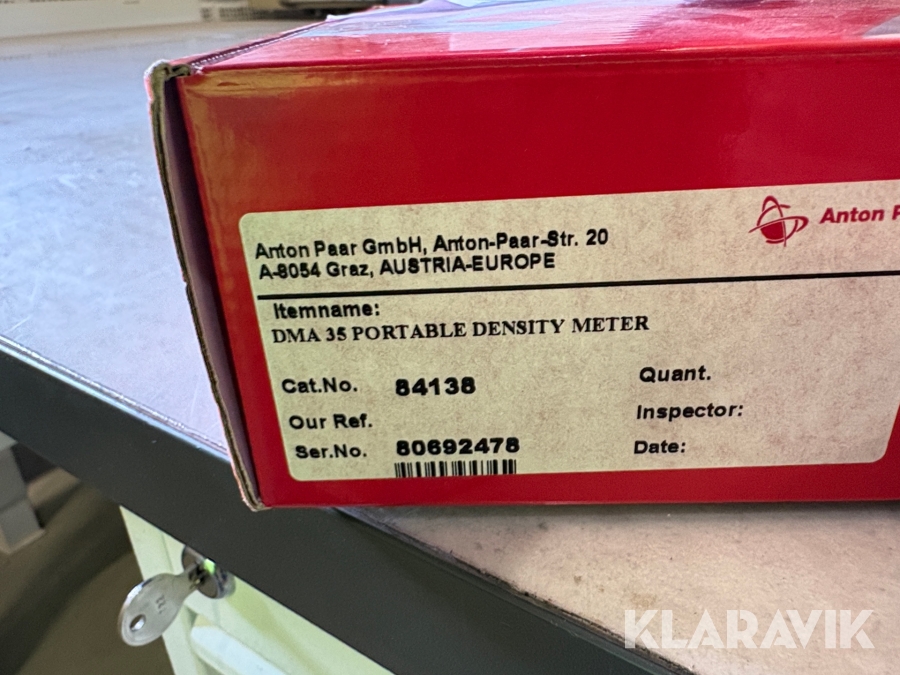 Anton P
Anton Paar GmbH, Anton-Paar-Str. 20
A-8054 Graz, AUSTRIA-EUROPE
Itemname:
DMA 35 PORTABLE DENSITY METER
Cat.No. 84138
Quant.
Our Ref.
Inspector:
Ser.No. 80692478
Date:
KLARAVIK